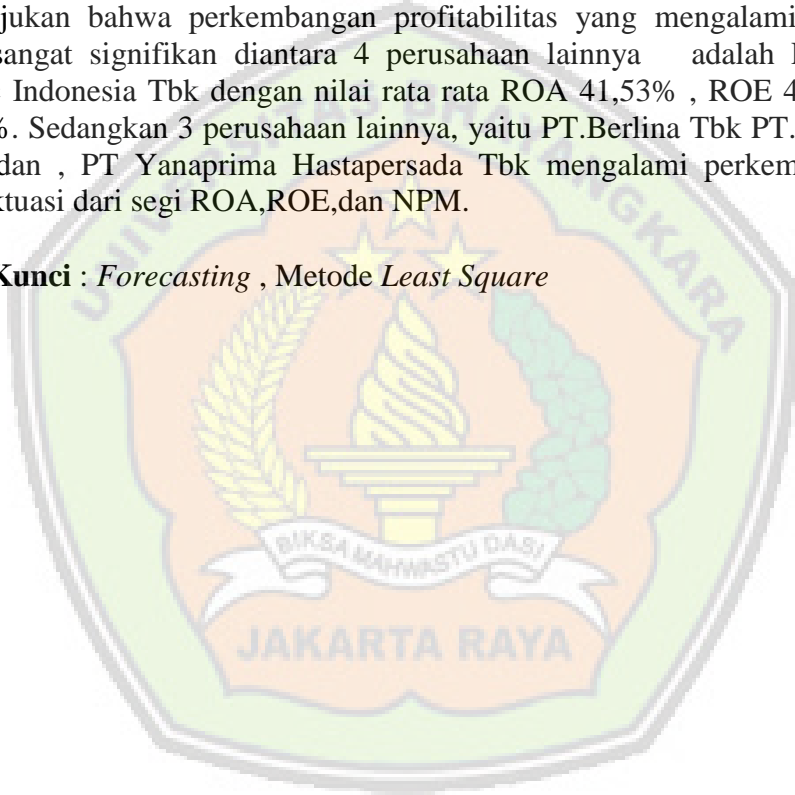 jukan bahwa perkembangan profitabilitas yang mengalami
sangat signifikan diantara 4 perusahaan lainnya adalah
Indonesia Tbk dengan nilai rata rata ROA 41,53% , ROE 4
%. Sedangkan 3 perusahaan lainnya, yaitu PT.Berlina Tbk PT.
dan , PT Yanaprima Hastapersada Tbk mengalami perkem
ktuasi dari segi ROA,ROE,dan NPM.
Kunci : Forecasting , Metode Least Square
UNIVERSITAS BHAYANGKARA
BIKSA MAHWASTU DASI
JAKARTA RAYA